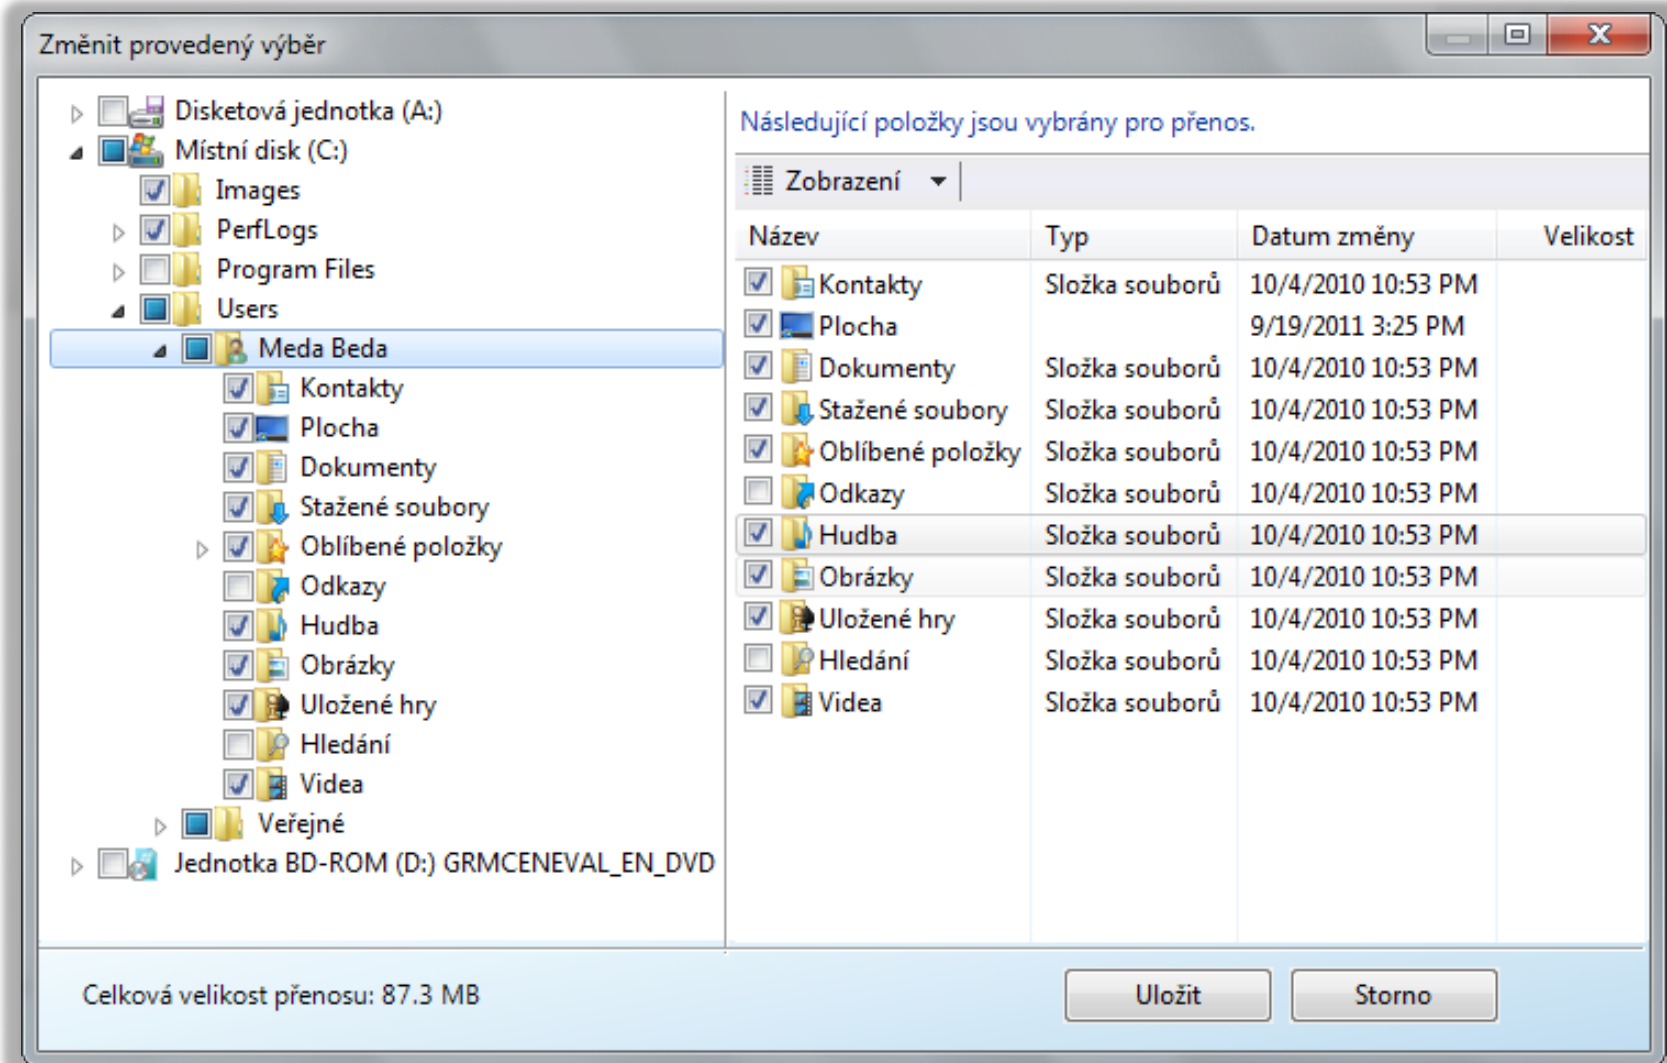 Změnit provedený výběr
Disketová jednotka (A:)
Místní disk (C:)
Images
PerfLogs
Program Files
Users
Meda Beda
Kontakty
Plocha
Dokumenty
Stažené soubory
Oblíbené položky
Odkazy
Hudba
Obrázky
Uložené hry
Hledání
Videa
Veřejné
Jednotka BD-ROM (D:) GRMCENEVAL_EN_DVD
Následující položky jsou vybrány pro přenos.
Zobrazení
Název Typ Datum změny Velikost
Kontakty Složka souborů 10/4/2010 10:53 PM
Plocha 9/19/2011 3:25 PM
Dokumenty Složka souborů 10/4/2010 10:53 PM
Stažené soubory Složka souborů 10/4/2010 10:53 PM
Oblíbené položky Složka souborů 10/4/2010 10:53 PM
Odkazy Složka souborů 10/4/2010 10:53 PM
Hudba Složka souborů 10/4/2010 10:53 PM
Obrázky Složka souborů 10/4/2010 10:53 PM
Uložené hry Složka souborů 10/4/2010 10:53 PM
Hledání Složka souborů 10/4/2010 10:53 PM
Videa Složka souborů 10/4/2010 10:53 PM
Celková velikost přenosu: 87.3 MB
Uložit Storno